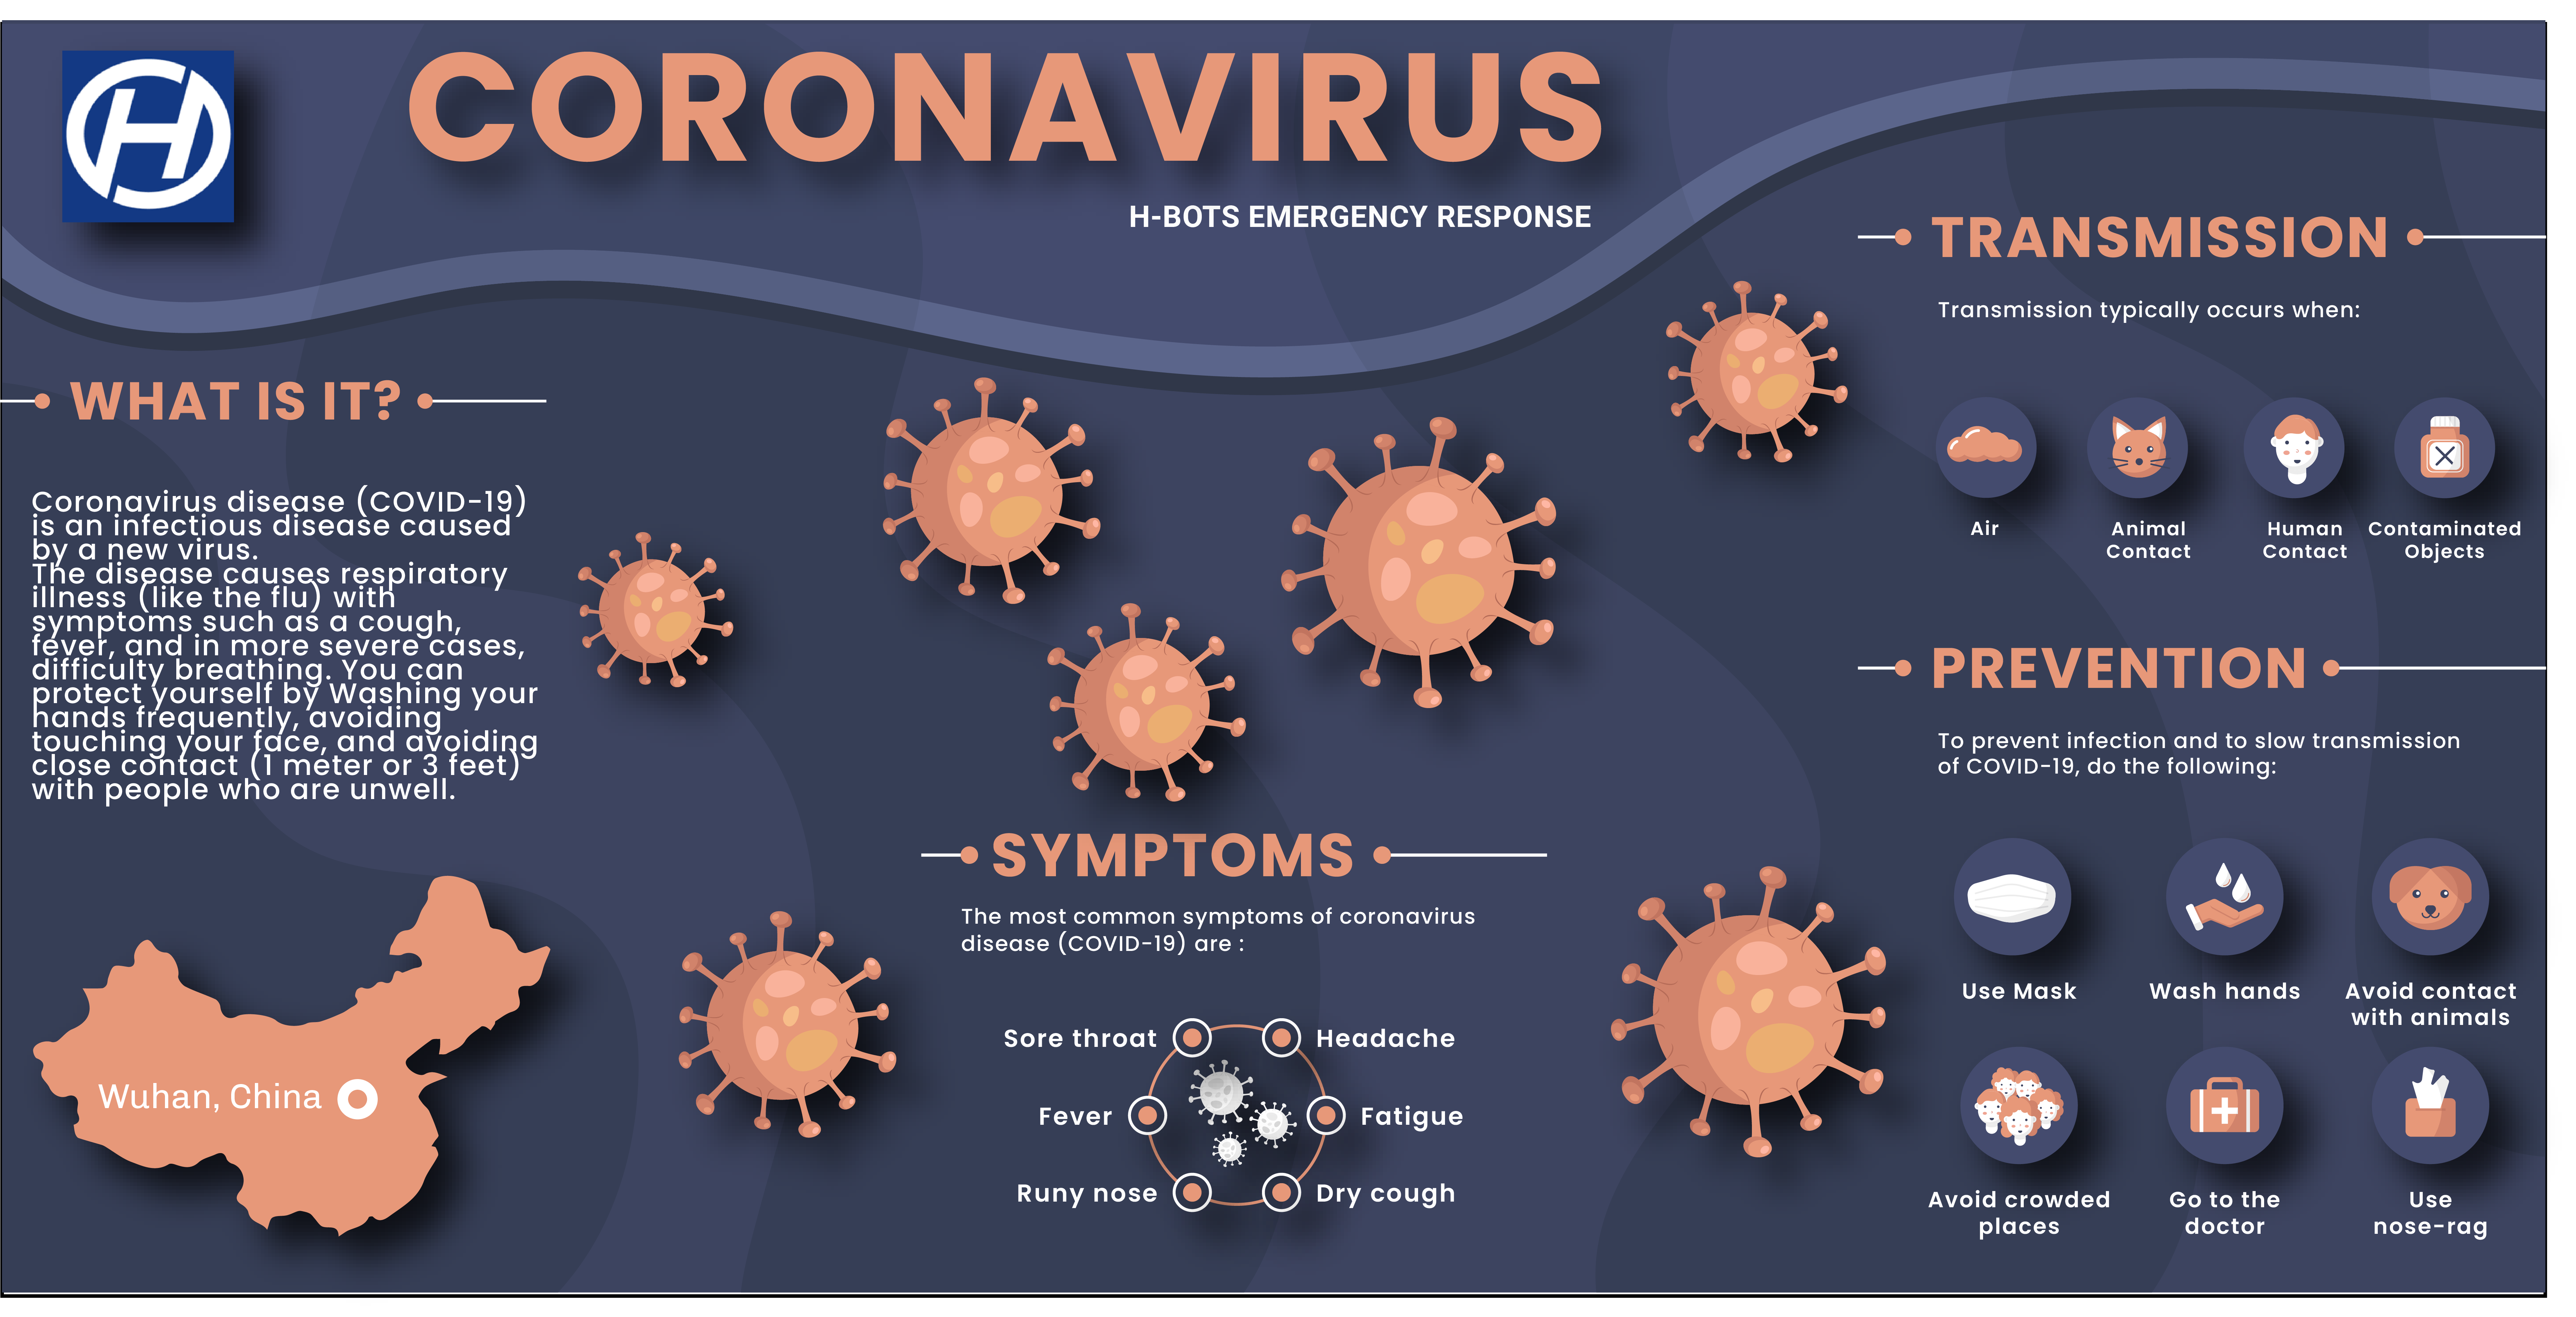 CORONAVIRUS
H-BOTS EMERGENCY RESPONSE
WHAT IS IT?
Coronavirus disease (COVID-19)
is an infectious disease caused
by a new virus.
The disease causes respiratory
illness (like the flu) with
symptoms such as a cough,
fever, and in more severe cases,
difficulty breathing. You can
protect yourself by Washing your
hands frequently, avoiding
touching your face, and avoiding
close contact (1 meter or 3 feet)
with people who are unwell.
Wuhan, China
SYMPTOMS
The most common symptoms of coronavirus
disease (COVID-19) are :
Sore throat
Headache
Fever
Fatigue
Runy nose
Dry cough
TRANSMISSION
Transmission typically occurs when:
Air
Animal
Contact
Human
Contact
Contaminated
Objects
PREVENTION
To prevent infection and to slow transmission
of COVID-19, do the following:
Use Mask
Wash hands
Avoid contact
with animals
Avoid crowded
places
Go to the
doctor
Use
nose-rag